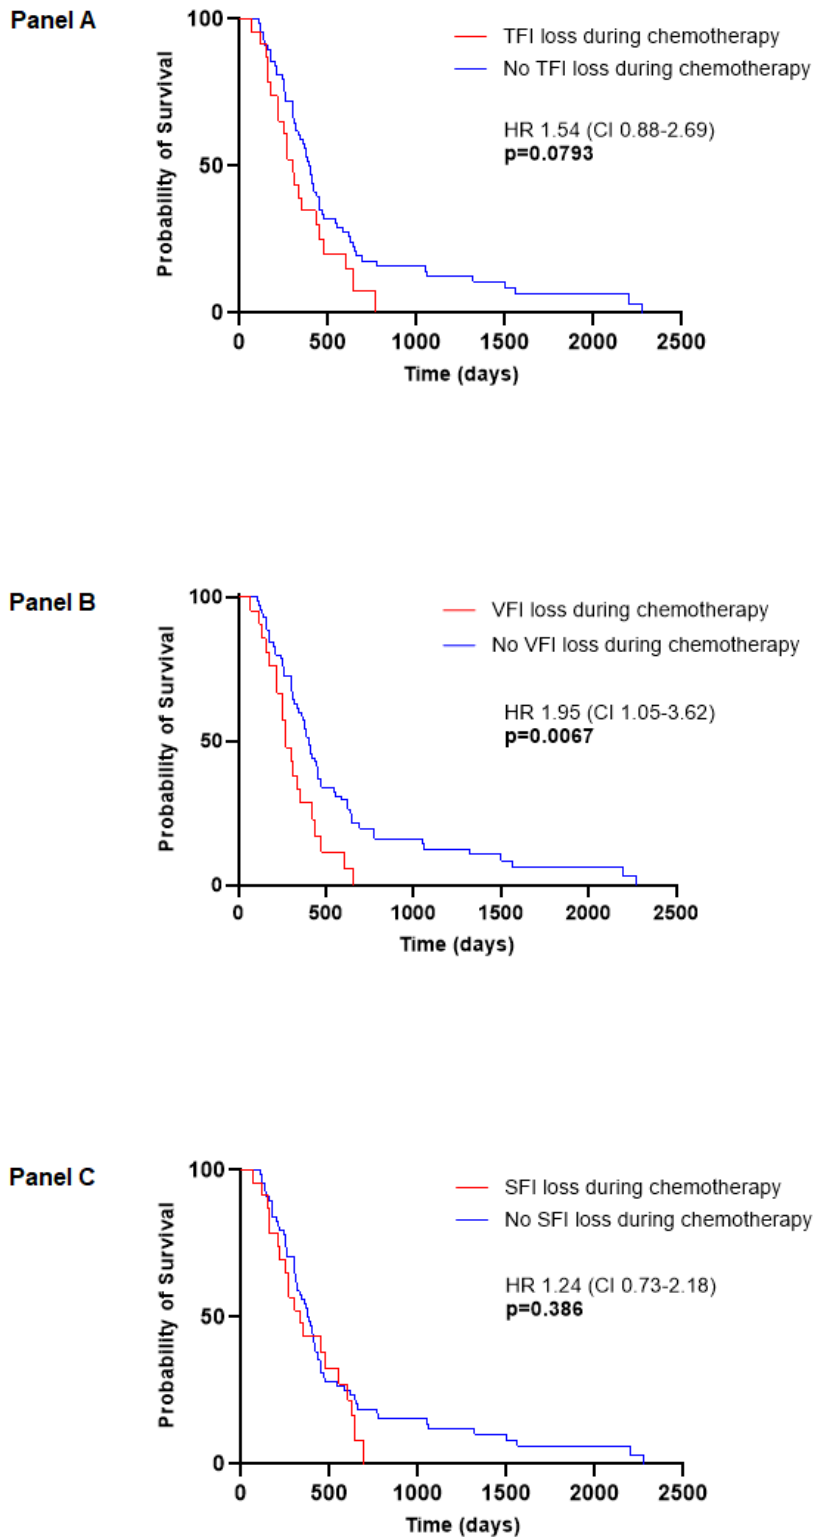 Panel A
100
50
0
Probability of Survival
TFI loss during chemotherapy
No TFI loss during chemotherapy
HR 1.54 (CI 0.88-2.69)
p=0.0793
0 500 1000 1500 2000 2500
Time (days)
Panel B
100
50
0
Probability of Survival
VFI loss during chemotherapy
No VFI loss during chemotherapy
HR 1.95 (CI 1.05-3.62)
p=0.0067
0 500 1000 1500 2000 2500
Time (days)
Panel C
100
50
0
Probability of Survival
SFI loss during chemotherapy
No SFI loss during chemotherapy
HR 1.24 (CI 0.73-2.18)
p=0.386
0 500 1000 1500 2000 2500
Time (days)